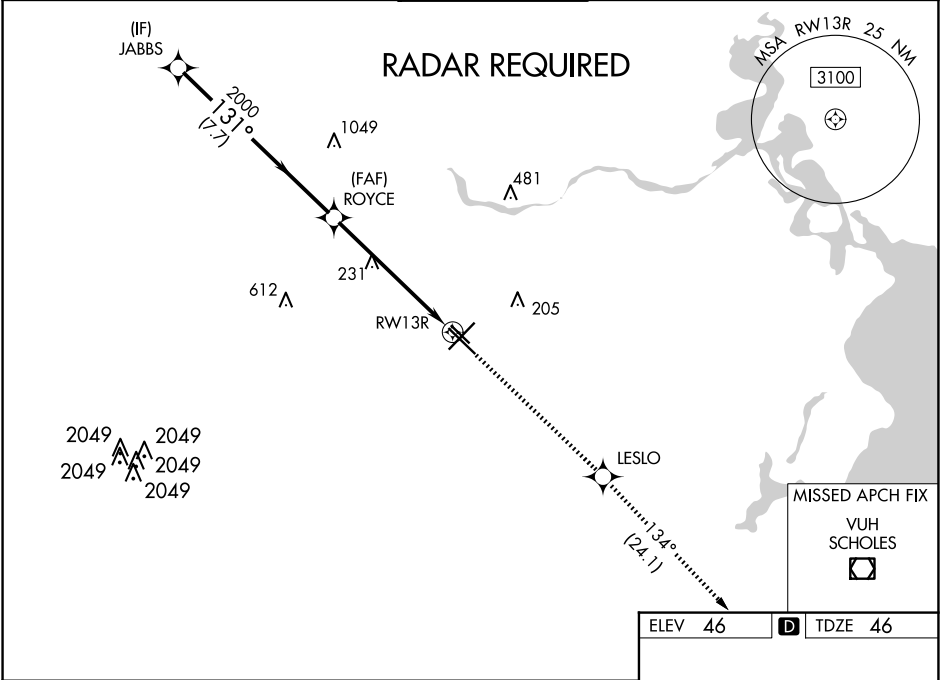 (IF)
JABBS
RADAR REQUIRED
MSA RW13R 25 NM
3100
2000
131°
(7.7)
1049
(FAF)
ROYCE
481
231
612
205
RW13R
2049
2049
2049
2049
2049
LESLO
134°
(24.1)
MISSED APCH FIX
VUH
SCHOLES
ELEV 46 D TDZE 46